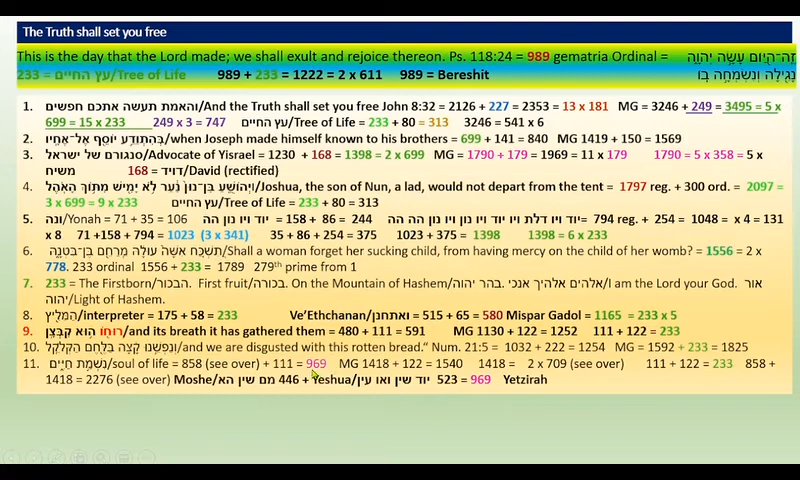 The Truth shall set you free
This is the day that the Lord made; we shall exult and rejoice thereon. Ps. 118:24 = 989 gematria Ordinal = זֶה־הַ֭יּוֹם עָשָׂ֣ה יְהוָ֑ה
233 = עץ החיים/Tree of Life 989 + 233 = 1222 = 2 x 611 989 = Bereshit נָגִ֖ילָה וְנִשְׂמְחָ֣ה בֽוֹ
1. והאמת תעשה אתכם חפשים/And the Truth shall set you free John 8:32 = 2126 + 227 = 2353 = 13 x 181 MG = 3246 + 249 = 3495 = 5 x
699 = 15 x 233 249 x 3 = 747 עץ החיים/Tree of Life = 233 + 80 = 313 3246 = 541 x 6
2. בְּהִתְוַדַּ֥ע יוֹסֵ֖ף אֶל־אֶחָֽיו/when Joseph made himself known to his brothers = 699 + 141 = 840 MG 1419 + 150 = 1569
3. סנגורם של ישראל/Advocate of Yisrael = 1230 + 168 = 1398 = 2 x 699 MG = 1790 + 179 = 1969 = 11 x 179 1790 = 5 x 358 = 5 x
משיח 168 = דויד/David (rectified)
4. וִיהוֹשֻׁ֤עַ בִּן־נוּן֙ נַ֔עַר לֹ֥א יָמִ֖ישׁ מִתּ֥וֹךְ הָאֹֽהֶל/Joshua, the son of Nun, a lad, would not depart from the tent = 1797 reg. + 300 ord. = 2097 =
3 x 699 = 9 x 233 עץ החיים/Tree of Life = 233 + 80 = 313
5. יונה/Yonah = 71 + 35 = 106 יוד ויו נון הה = 158 + 86 = 244 יוד ויו דלת ויו יוד ויו נון ויו נון הה הה הה= 794 reg. + 254 = 1048 = x 4 = 131
x 8 71 +158 + 794 = 1023 (3 x 341) 35 + 86 + 254 = 375 1023 + 375 = 1398 1398 = 6 x 233
6. תִשְׁכַּ֤ח אִשָּׁה֙ עוּלָ֔הּ מֵרַחֵ֖ם בֶּן־בִּטְנָ֑הּ/Shall a woman forget her sucking child, from having mercy on the child of her womb? = 1556 = 2 x
778. 233 ordinal 1556 + 233 = 1789 279th prime from 1
7. 233 = The Firstborn/הבכור. First fruit/בכורה. On the Mountain of Hashem/בהר יהוה. אלהים אלהיך אנכי/I am the Lord your God. אור
יהוה/Light of Hashem.
8. הַמֵּלִ֖יץ/interpreter = 175 + 58 = 233 Ve'Ethchanan/ואתחנן = 515 + 65 = 580 Mispar Gadol = 1165 = 233 x 5
9. רוּח֖וֹ ה֥וּא קִבְּצָֽן/and its breath it has gathered them = 480 + 111 = 591 MG 1130 + 122 = 1252 111 + 122 = 233
10. וְנַפְשֵׁ֣נוּ קָ֔צָה בַּלֶּ֖חֶם הַקְּלֹקֵֽל/and we are disgusted with this rotten bread." Num. 21:5 = 1032 + 222 = 1254 MG = 1592 + 233 = 1825
11. נִשְׁמַ֣ת חַיִּ֑ים/soul of life = 858 (see over) + 111 = 969 MG 1418 + 122 = 1540 1418 = 2 x 709 (see over) 111 + 122 = 233 858 +
1418 = 2276 (see over) Moshe/מם שין הא 446 + Yeshua/יוד שין ואו עין 523 = 969 Yetzirah